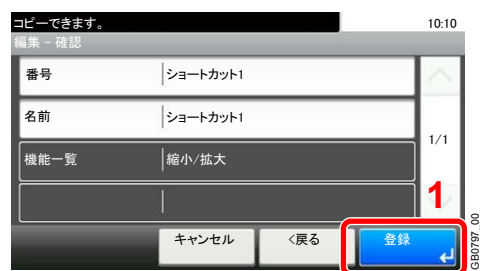 コピーできます。 10:10
編集 - 確認
番号 ショートカット1
名前 ショートカット1
1/1
機能一覧 縮小/拡大
1
キャンセル <戻る 登録
GB0797_00